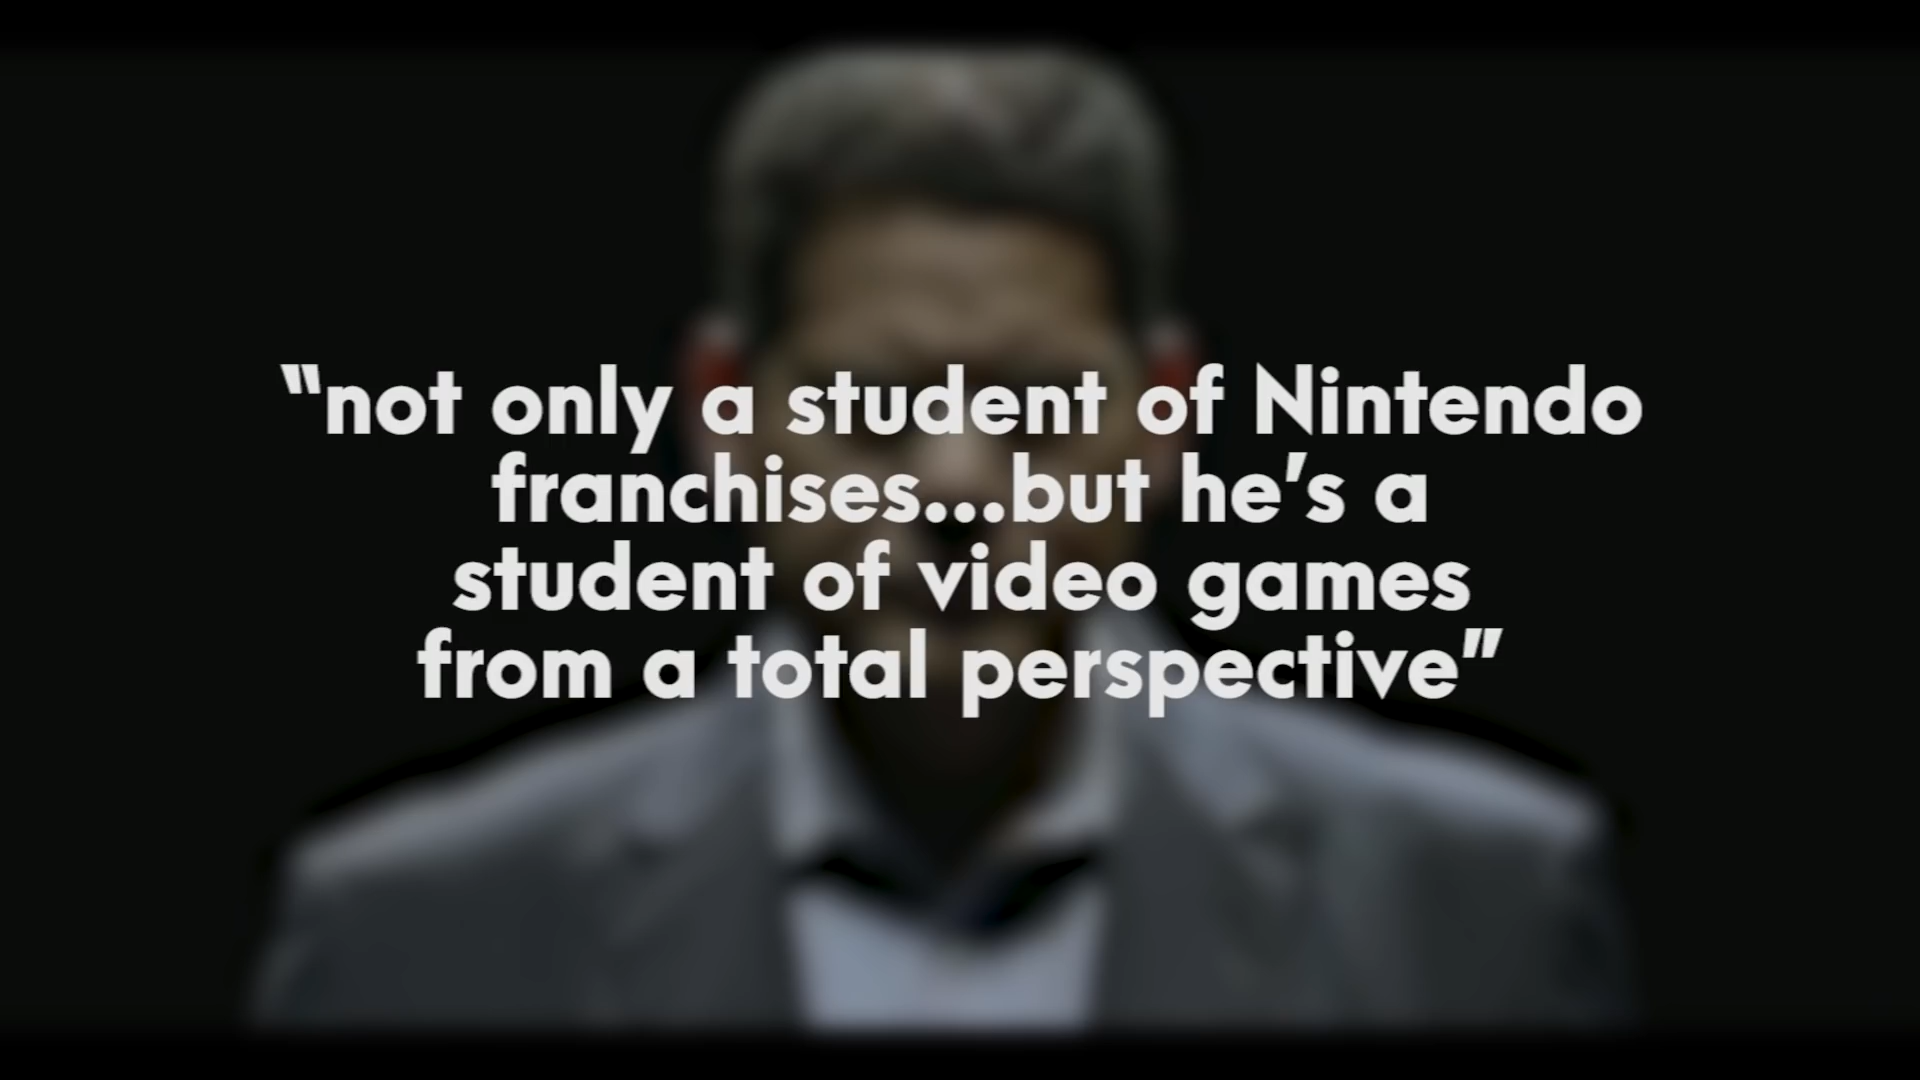 “not only a student of Nintendo
franchises...but he’s a
student of video games
from a total perspective”